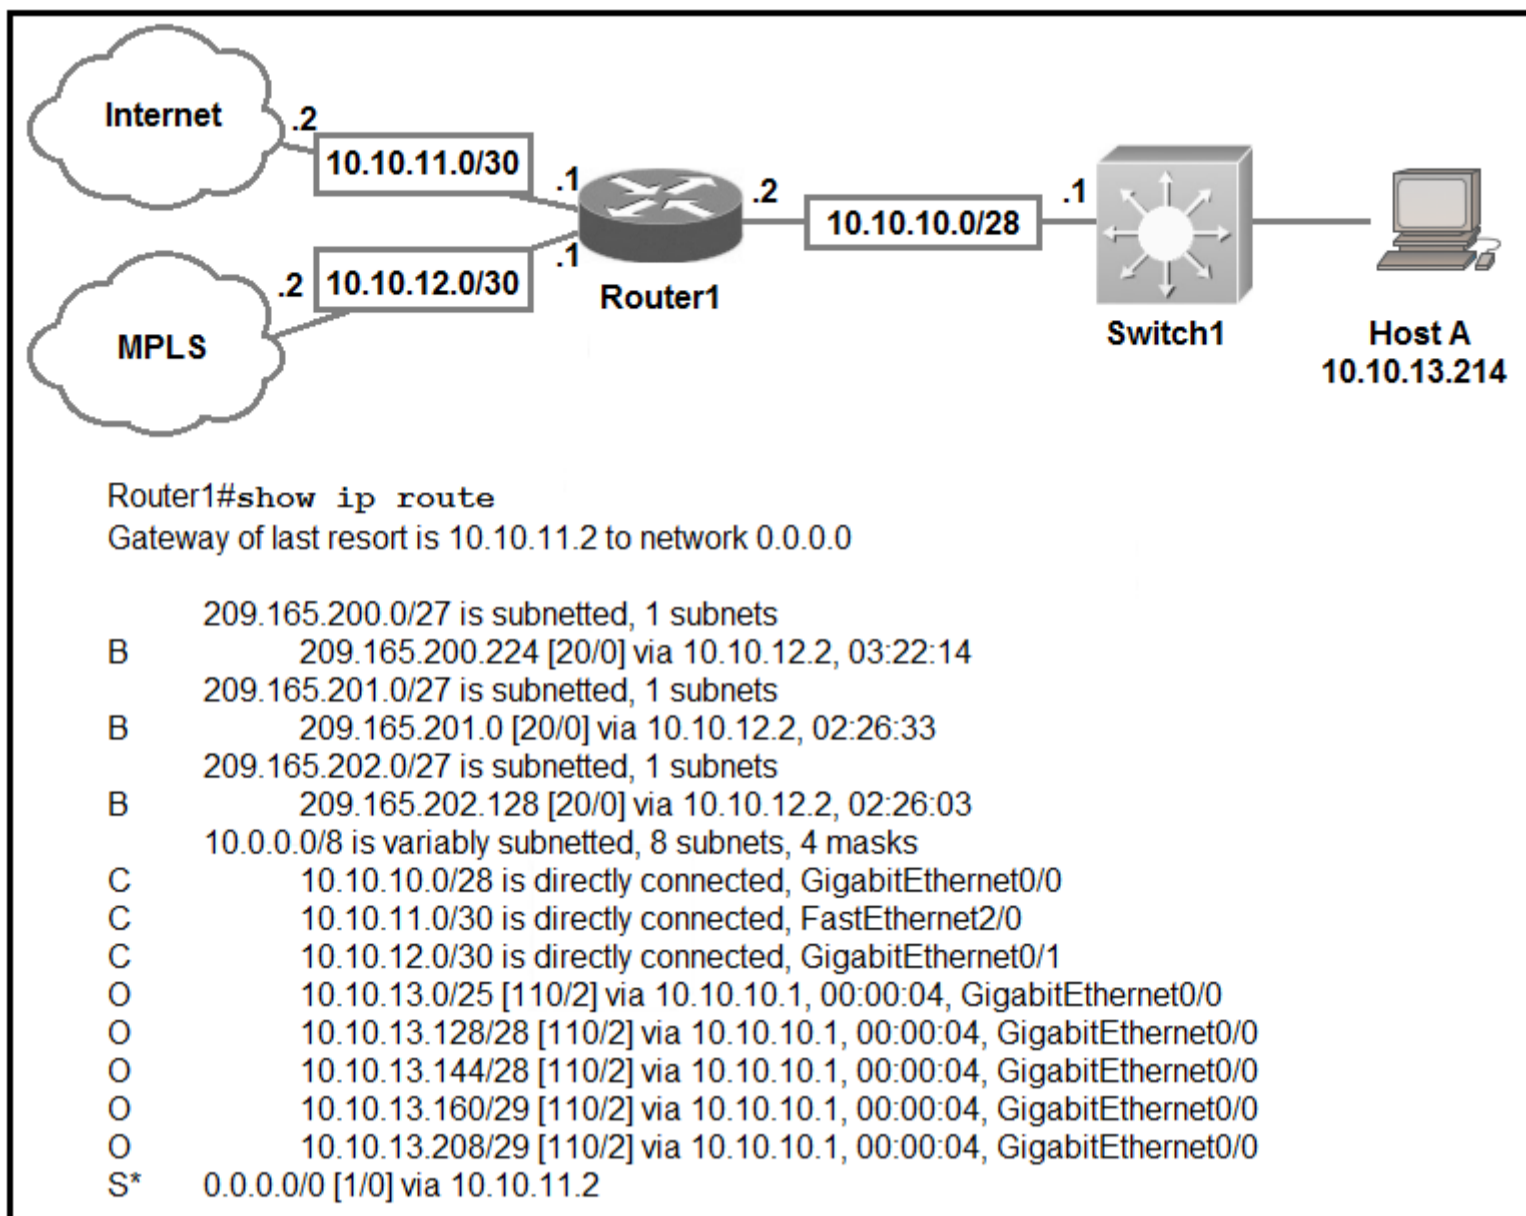 Internet
.2
10.10.11.0/30
.1
.2
10.10.10.0/28
.1
.2
10.10.12.0/30
.1
MPLS
Router1
Switch1
Host A
10.10.13.214
Router1#show ip route
Gateway of last resort is 10.10.11.2 to network 0.0.0.0
209.165.200.0/27 is subnetted, 1 subnets
B 209.165.200.224 [20/0] via 10.10.12.2, 03:22:14
209.165.201.0/27 is subnetted, 1 subnets
B 209.165.201.0 [20/0] via 10.10.12.2, 02:26:33
209.165.202.0/27 is subnetted, 1 subnets
B 209.165.202.128 [20/0] via 10.10.12.2, 02:26:03
10.0.0.0/8 is variably subnetted, 8 subnets, 4 masks
C 10.10.10.0/28 is directly connected, GigabitEthernet0/0
C 10.10.11.0/30 is directly connected, FastEthernet2/0
C 10.10.12.0/30 is directly connected, GigabitEthernet0/1
O 10.10.13.0/25 [110/2] via 10.10.10.1, 00:00:04, GigabitEthernet0/0
O 10.10.13.128/28 [110/2] via 10.10.10.1, 00:00:04, GigabitEthernet0/0
O 10.10.13.144/28 [110/2] via 10.10.10.1, 00:00:04, GigabitEthernet0/0
O 10.10.13.160/29 [110/2] via 10.10.10.1, 00:00:04, GigabitEthernet0/0
O 10.10.13.208/29 [110/2] via 10.10.10.1, 00:00:04, GigabitEthernet0/0
S* 0.0.0.0/0 [1/0] via 10.10.11.2